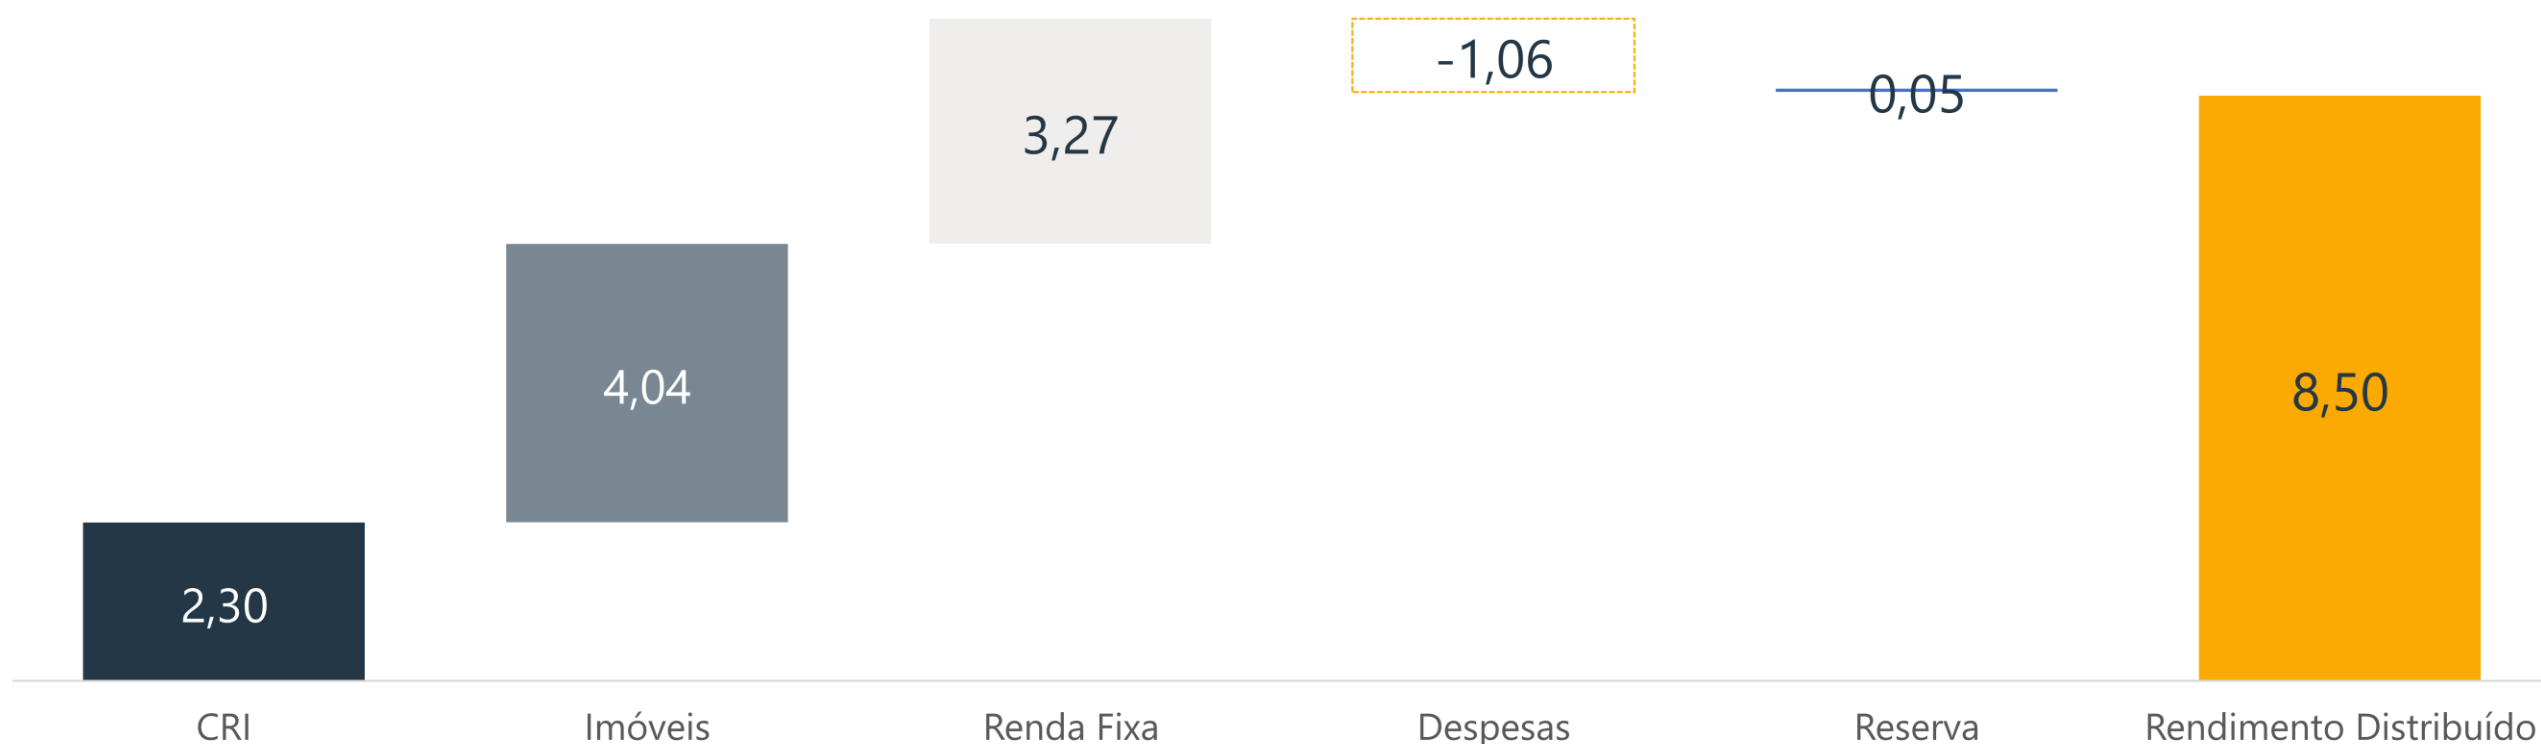 -1,06
0,05
3,27
4,04
8,50
2,30
CRI
Imóveis
Renda Fixa
Despesas
Reserva
Rendimento Distribuído